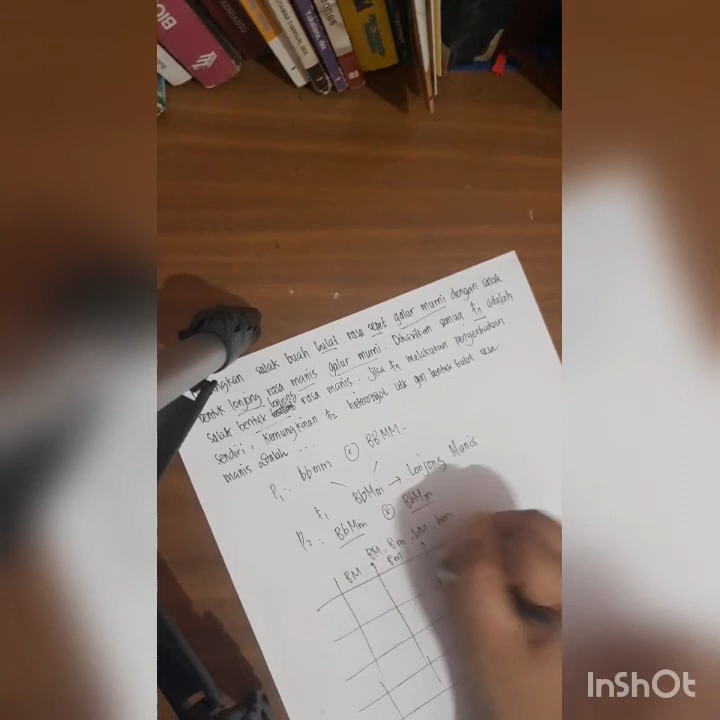 BIO
salak buah bulat rasa sepet galur murni dengan salak
bentuk lonjong rasa manis galur murni. Dihasilkan semua F1 adalah
salak bentuk lonjong rasa manis. Jika F1 melakukan penyerbukan
sendiri, kemungkinan F2 heterozigot utk gen bentuk bulat rasa
manis adalah ...
P1 : bbmm x BBMM
F1 BbMm → Lonjong Manis
P2 : BbMm x BbMm
BM, Bm, bM, bm
BM Bm
InShOt